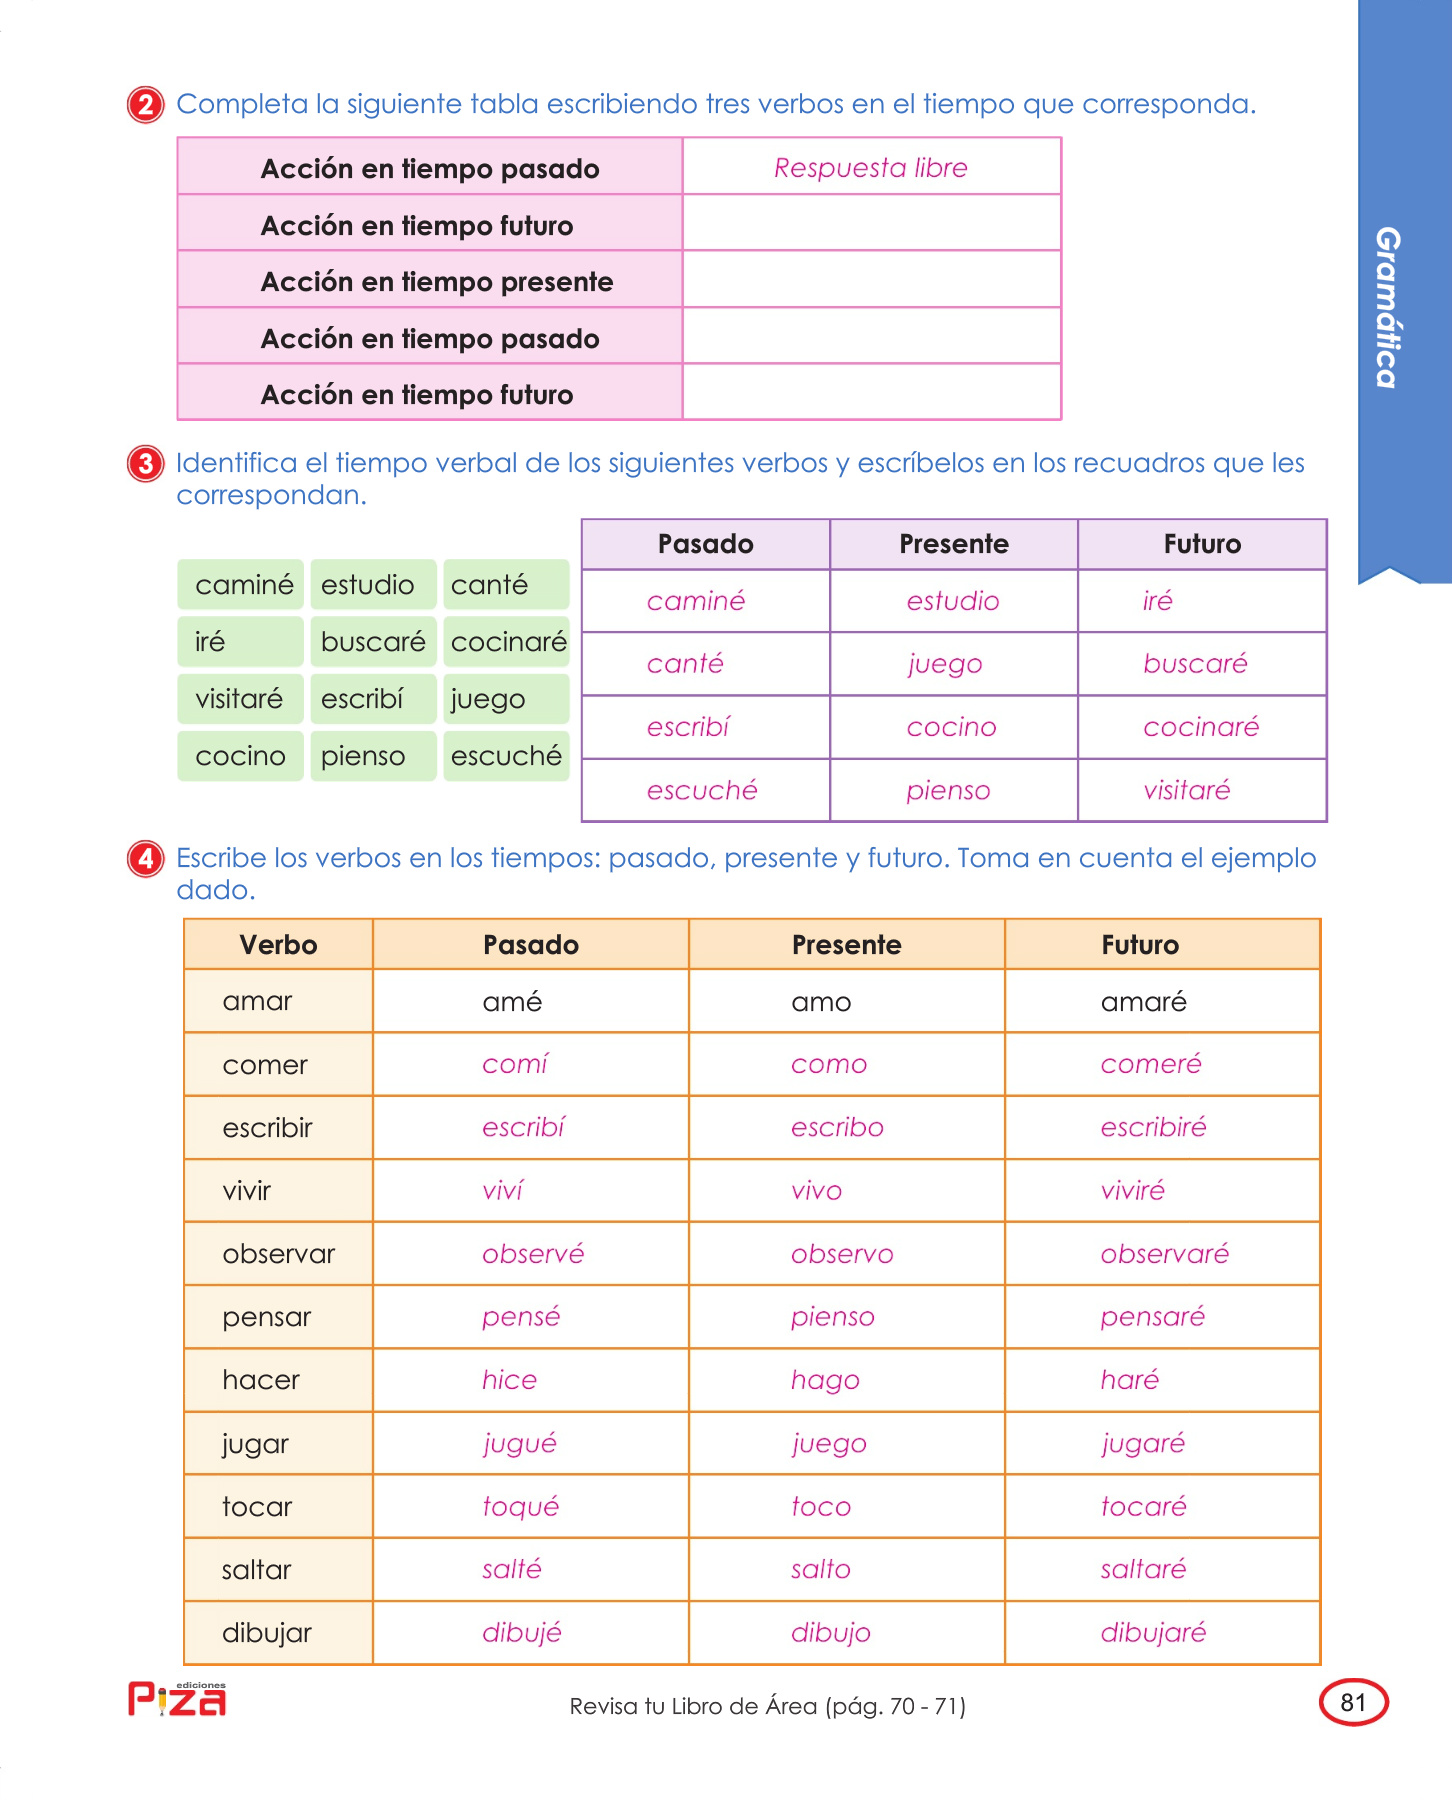 2 Completa la siguiente tabla escribiendo tres verbos en el tiempo que corresponda.
Acción en tiempo pasado Respuesta libre
Acción en tiempo futuro
Acción en tiempo presente
Acción en tiempo pasado
Acción en tiempo futuro
Gramática
3 Identifica el tiempo verbal de los siguientes verbos y escríbelos en los recuadros que les
correspondan.
caminé estudio canté
iré buscaré cocinaré
visitaré escribí juego
cocino pienso escuché
Pasado Presente Futuro
caminé estudio iré
canté juego buscaré
escribí cocino cocinaré
escuché pienso visitaré
4 Escribe los verbos en los tiempos: pasado, presente y futuro. Toma en cuenta el ejemplo
dado.
Verbo Pasado Presente Futuro
amar amé amo amaré
comer comí como comeré
escribir escribí escribo escribiré
vivir viví vivo viviré
observar observé observo observaré
pensar pensé pienso pensaré
hacer hice hago haré
jugar jugué juego jugaré
tocar toqué toco tocaré
saltar salté salto saltaré
dibujar dibujé dibujo dibujaré
ediciones
Piza
Revisa tu Libro de Área (pág. 70 - 71)
81